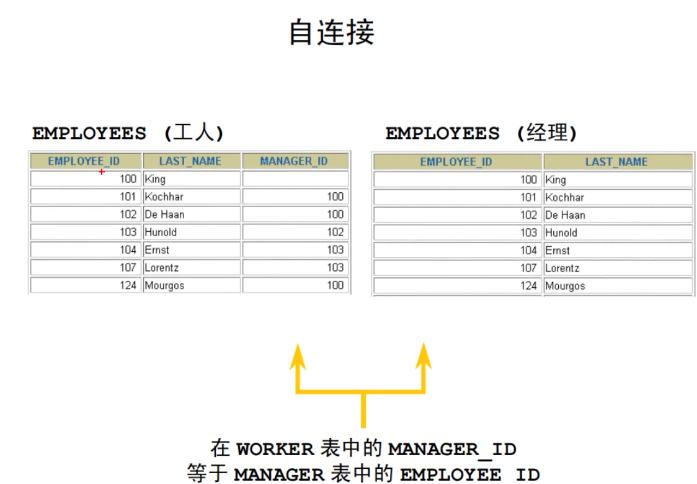 自连接
EMPLOYEES (工人)
EMPLOYEES (经理)
EMPLOYEE_ID LAST_NAME MANAGER_ID
100 King
101 Kochhar 100
102 De Haan 100
103 Hunold 102
104 Ernst 103
107 Lorentz 103
124 Mourgos 100
EMPLOYEE_ID LAST_NAME
100 King
101 Kochhar
102 De Haan
103 Hunold
104 Ernst
107 Lorentz
124 Mourgos
在 WORKER 表中的 MANAGER_ID
等于 MANAGER 表中的 EMPLOYEE ID